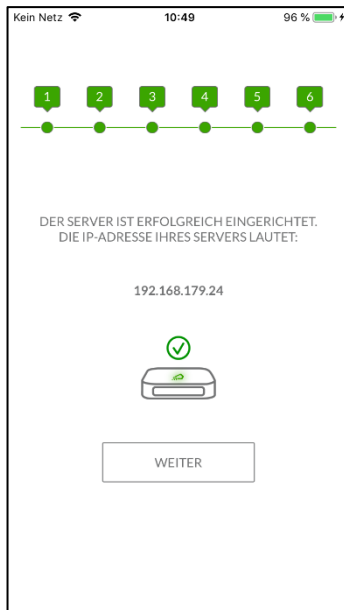 Kein Netz 10:49 96 %
1 2 3 4 5 6
DER SERVER IST ERFOLGREICH EINGERICHTET.
DIE IP-ADRESSE IHRES SERVERS LAUTET:
192.168.179.24
WEITER